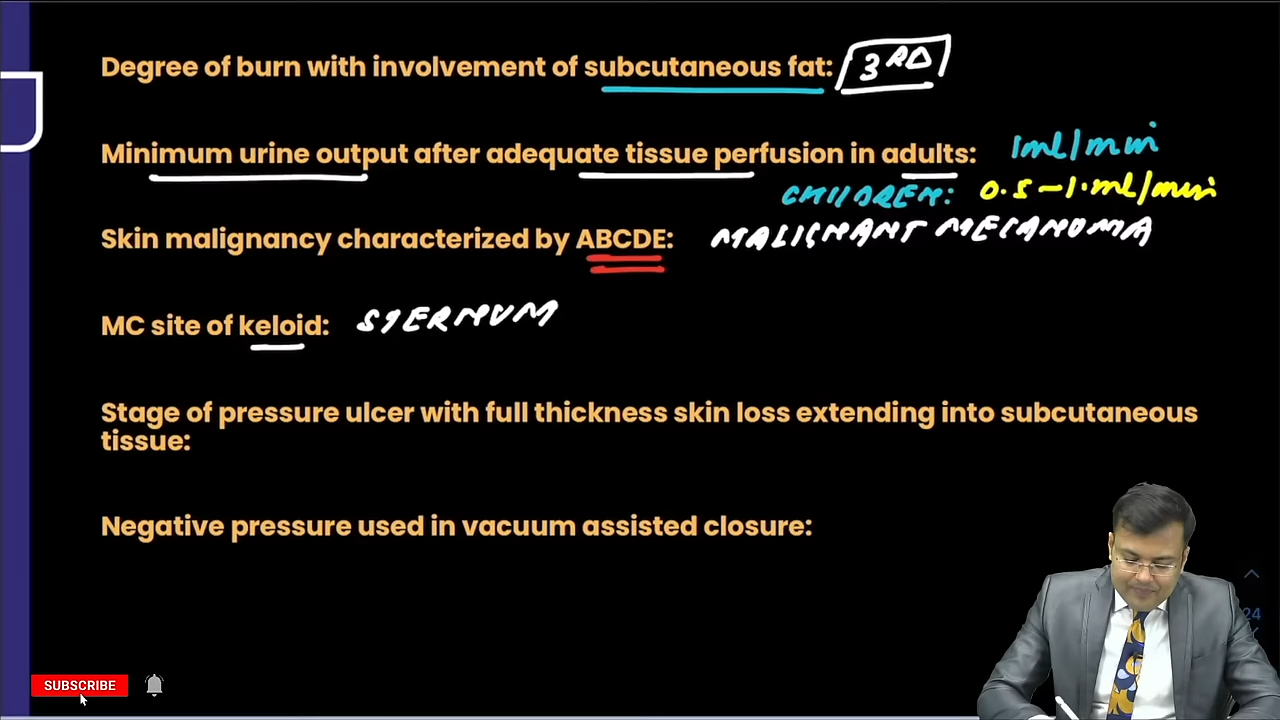 Degree of burn with involvement of subcutaneous fat: 3RD
Minimum urine output after adequate tissue perfusion in adults: 1ml/min
CHILDREN: 0.5-1.ml/min
Skin malignancy characterized by ABCDE: MALIGNANT MELANOMA
MC site of keloid: STERNUM
Stage of pressure ulcer with full thickness skin loss extending into subcutaneous
tissue:
Negative pressure used in vacuum assisted closure:
24
SUBSCRIBE